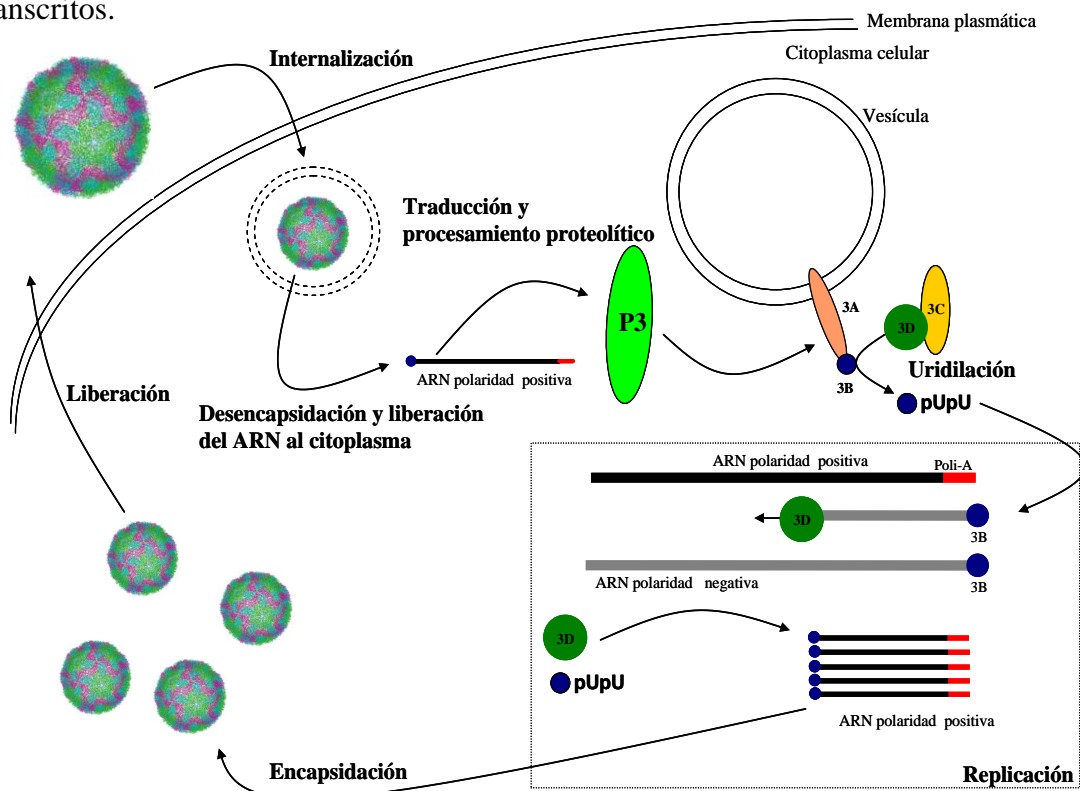 anscritos.
Membrana plasmática
Citoplasma celular
Internalización
Vesícula
Traducción y
procesamiento proteolítico
P3
3A
3C
3D
3B
Uridilación
pUpU
ARN polaridad positiva
Liberación
Desencapsidación y liberación
del ARN al citoplasma
ARN polaridad positiva
Poli-A
3D
3B
3B
ARN polaridad negativa
3D
pUpU
ARN polaridad positiva
Encapsidación
Replicación